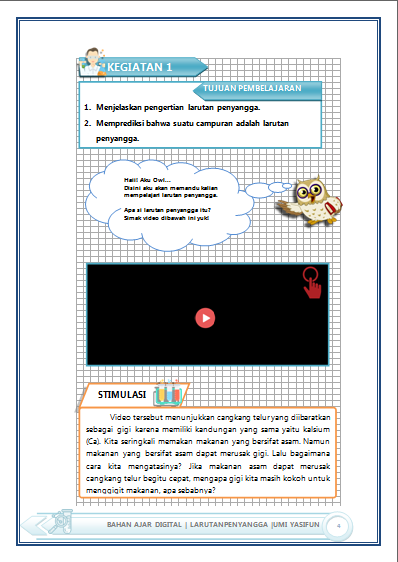 KEGIATAN 1
TUJUAN PEMBELAJARAN
1. Menjelaskan pengertian larutan penyangga.
2. Memprediksi bahwa suatu campuran adalah larutan
penyangga.
Haiii! Aku Owl...
Disini aku akan memandu kalian
mempelajari larutan penyangga.
Apa si larutan penyangga itu?
Simak video dibawah ini yuk!
STIMULASI
Video tersebut menunjukkan cangkang telur yang diibaratkan
sebagai gigi karena memiliki kandungan yang sama yaitu kalsium
(Ca). Kita seringkali memakan makanan yang bersifat asam. Namun
makanan yang bersifat asam dapat merusak gigi. Lalu bagaimana
cara kita mengatasinya? Jika makanan asam dapat merusak
cangkang telur begitu cepat, mengapa gigi kita masih kokoh untuk
menggigit makanan, apa sebabnya?
BAHAN AJAR DIGITAL | LARUTANPENYANGGA |UMI YASIFUN
4